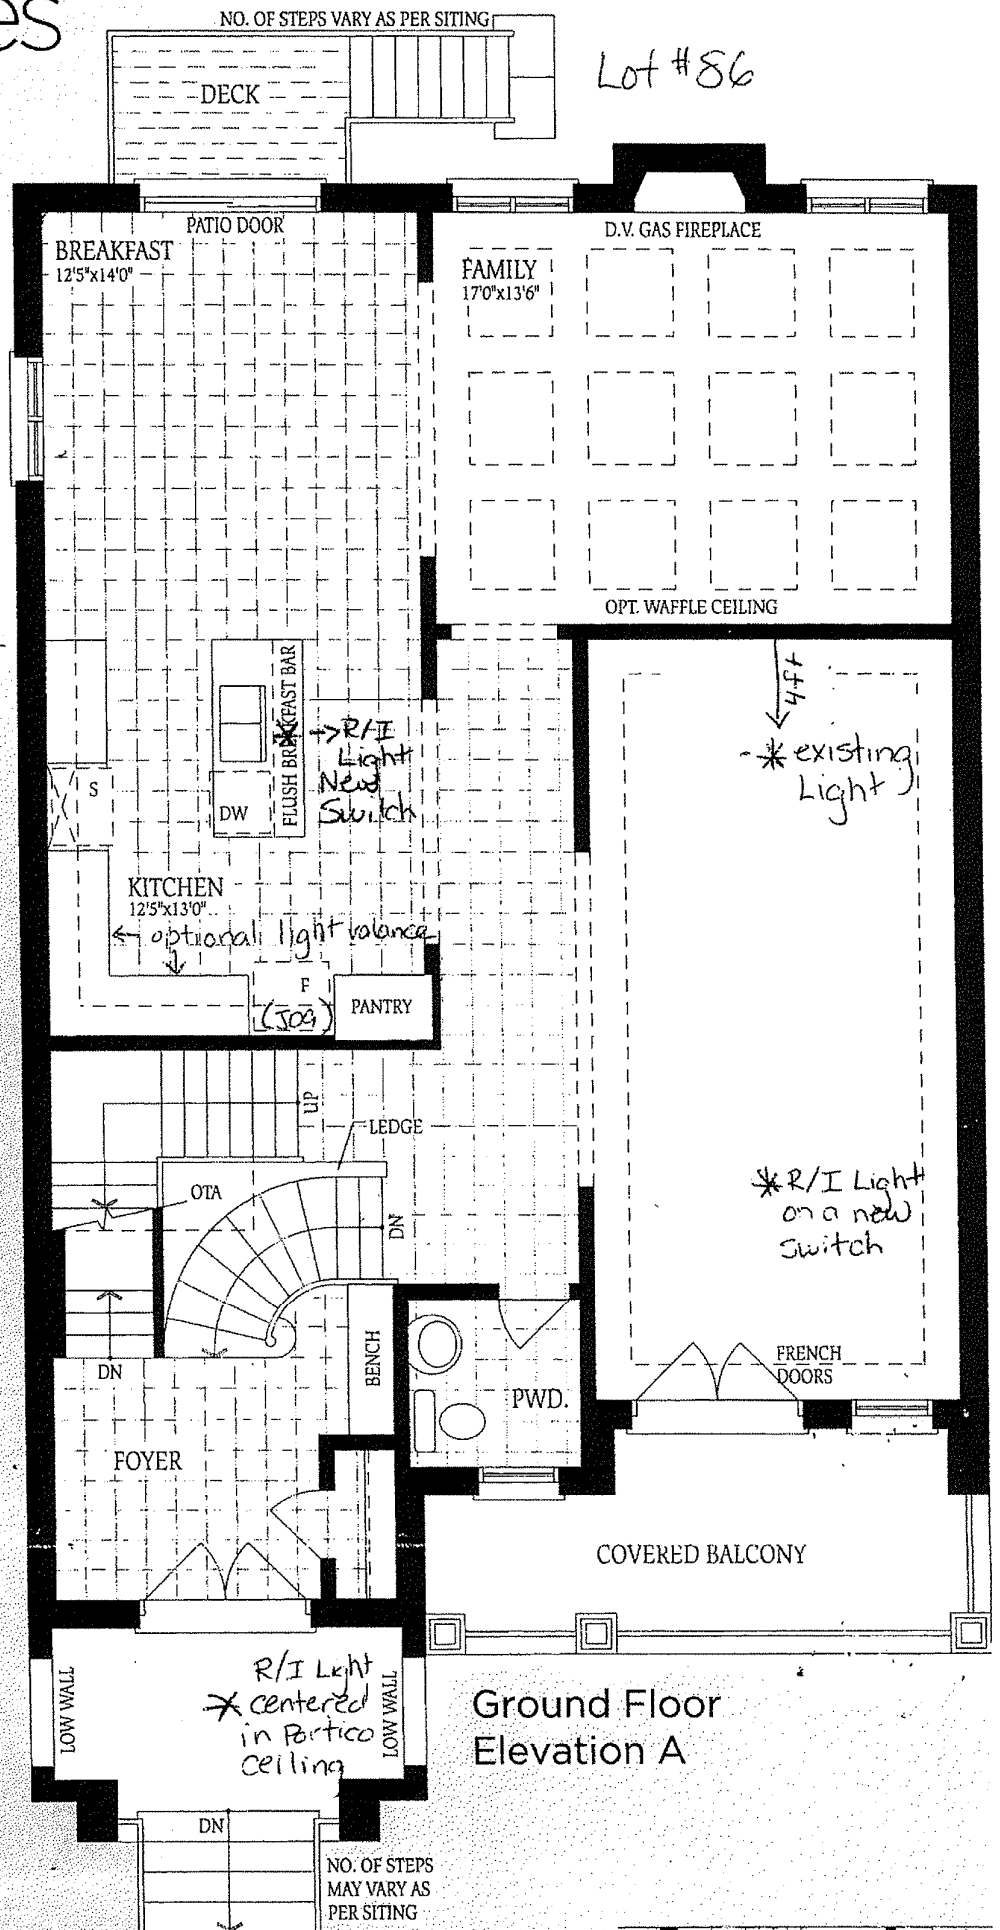 es
NO. OF STEPS VARY AS PER SITING
Lot #86
DECK
PATIO DOOR
D.V. GAS FIREPLACE
BREAKFAST
12'5"x14'0"
FAMILY
17'0"x13'6"
OPT. WAFFLE CEILING
FLUSH BREAKFAST BAR
* -> R/I
Light
New
Switch
4ft
* existing
Light
S
DW
KITCHEN
12'5"x13'0"
← optional light valance
F
(JOG)
PANTRY
UP
LEDGE
OTA
DN
* R/I Light
on a new
Switch
DN
BENCH
FRENCH
DOORS
PWD.
FOYER
COVERED BALCONY
LOW WALL
R/I Light
* centered
in Portico
Ceiling
LOW WALL
Ground Floor
Elevation A
DN
NO. OF STEPS
MAY VARY AS
PER SITING